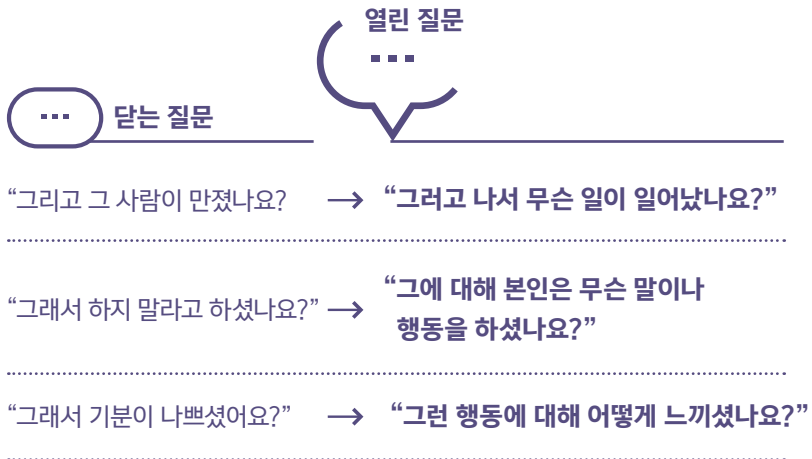 열린 질문
닫는 질문
“그리고 그 사람이 만졌나요? → “그러고 나서 무슨 일이 일어났나요?”
“그래서 하지 말라고 하셨나요?” → “그에 대해 본인은 무슨 말이나
행동을 하셨나요?”
“그래서 기분이 나쁘셨어요?” → “그런 행동에 대해 어떻게 느끼셨나요?”